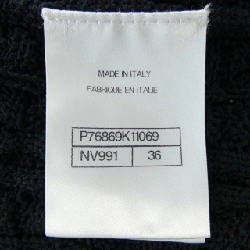 MADE IN ITALY
FABRIQUE EN ITALIE
P76869K11069
NV991 36